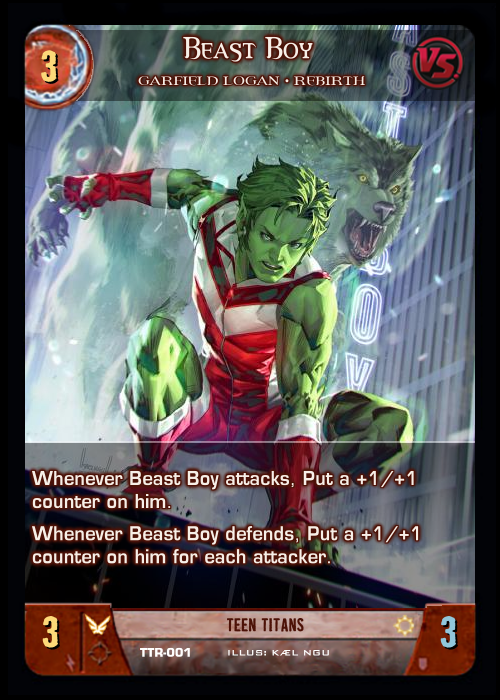 3
Beast Boy
Garfield Logan • Rebirth
VS
Whenever Beast Boy attacks, Put a +1/+1
counter on him.
Whenever Beast Boy defends, Put a +1/+1
counter on him for each attacker.
3
TEEN TITANS
3
TTR-001
ILLUS: KÆL NGU